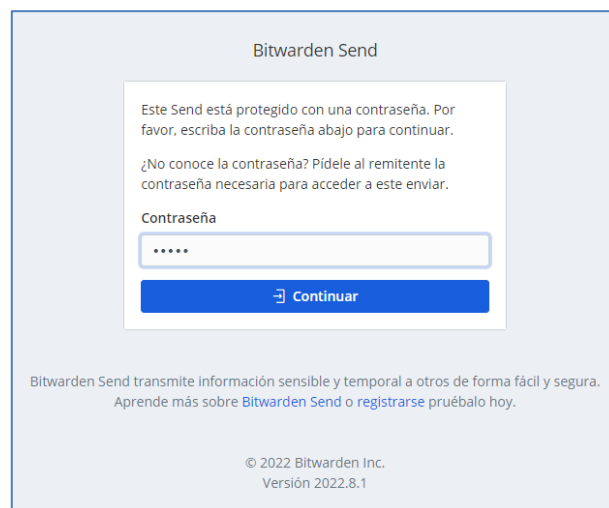 Bitwarden Send
Este Send está protegido con una contraseña. Por
favor, escriba la contraseña abajo para continuar.
¿No conoce la contraseña? Pídele al remitente la
contraseña necesaria para acceder a este enviar.
Contraseña
•••••
Continuar
Bitwarden Send transmite información sensible y temporal a otros de forma fácil y segura.
Aprende más sobre Bitwarden Send o registrarse pruébalo hoy.
© 2022 Bitwarden Inc.
Versión 2022.8.1